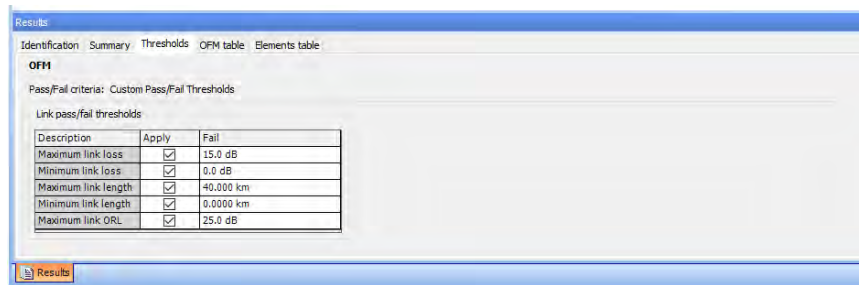 Results
Identification Summary Thresholds OFM table Elements table
OFM
Pass/Fail criteria: Custom Pass/Fail Thresholds
Link pass/fail thresholds
Description Apply Fail
Maximum link loss 15.0 dB
Minimum link loss 0.0 dB
Maximum link length 40.000 km
Minimum link length 0.0000 km
Maximum link ORL 25.0 dB
Results